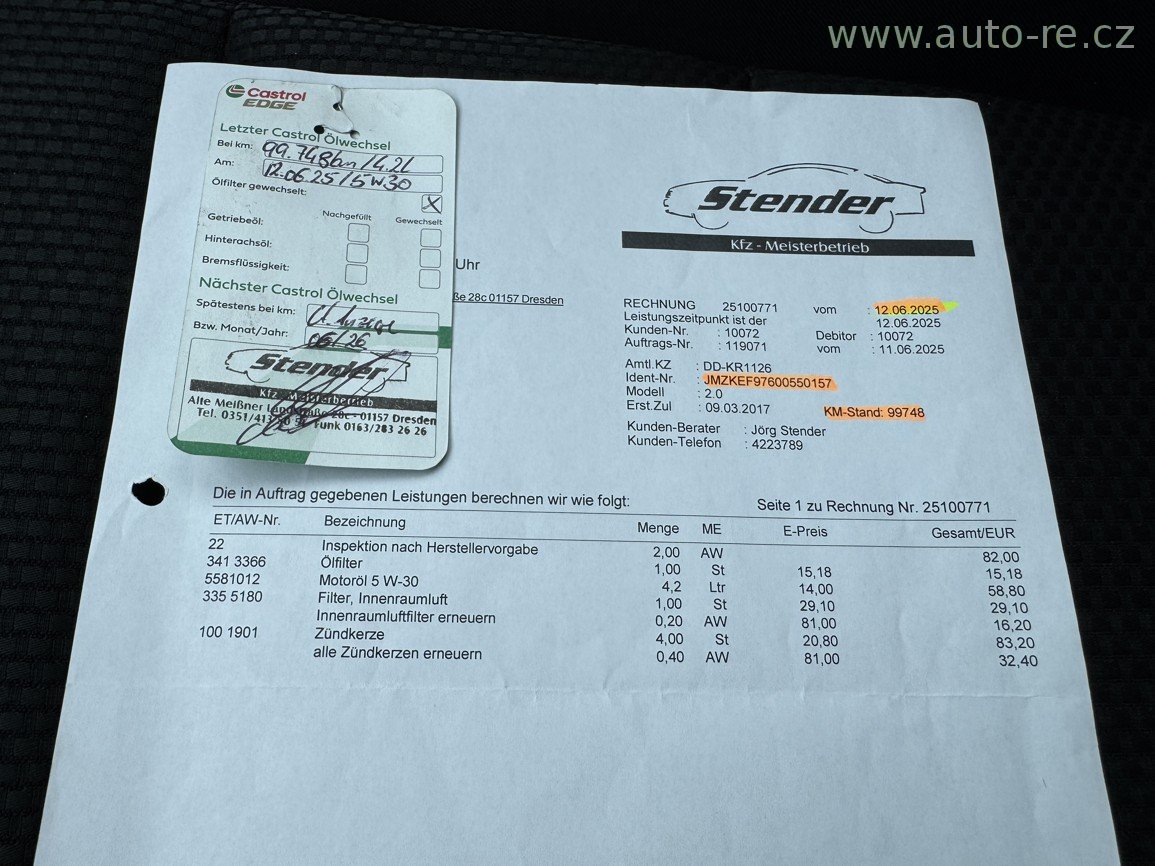 www.auto-re.cz
Castrol
EDGE
Letzter Castrol Ölwechsel
Bei km: 99.748km/4.2l
Am: 12.06.25/5W30
Ölfilter gewechselt: X
Nachgefüllt Gewechselt
Getriebeöl:
Hinterachsöl:
Bremsflüssigkeit:
Nächster Castrol Ölwechsel
Spätestens bei km: Anzeige
Bzw. Monat/Jahr: 06/26
Stender
Kfz-Meisterbetrieb
Alte Meißner 28c - 01157 Dresden
Tel. 0351/ Funk 0163/283 26 26
Stender
Kfz - Meisterbetrieb
Uhr
ße 28c 01157 Dresden
RECHNUNG 25100771 vom : 12.06.2025
Leistungszeitpunkt ist der 12.06.2025
Kunden-Nr. : 10072 Debitor : 10072
Auftrags-Nr. : 119071 vom : 11.06.2025
Amtl.KZ : DD-KR1126
Ident-Nr. : JMZKEF97600550157
Modell : 2.0
Erst.Zul : 09.03.2017 KM-Stand: 99748
Kunden-Berater : Jörg Stender
Kunden-Telefon : 4223789
Die in Auftrag gegebenen Leistungen berechnen wir wie folgt: Seite 1 zu Rechnung Nr. 25100771
ET/AW-Nr. Bezeichnung Menge ME E-Preis Gesamt/EUR
22 Inspektion nach Herstellervorgabe 2,00 AW 82,00
341 3366 Ölfilter 1,00 St 15,18 15,18
5581012 Motoröl 5 W-30 4,2 Ltr 14,00 58,80
335 5180 Filter, Innenraumluft 1,00 St 29,10 29,10
Innenraumluftfilter erneuern 0,20 AW 81,00 16,20
100 1901 Zündkerze 4,00 St 20,80 83,20
alle Zündkerzen erneuern 0,40 AW 81,00 32,40